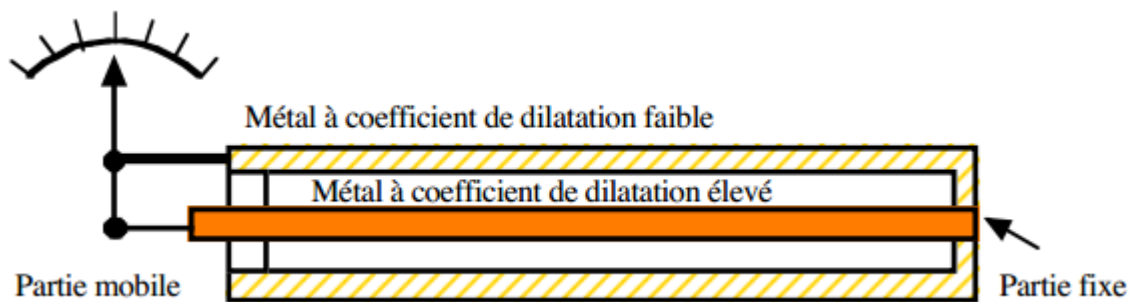 Métal à coefficient de dilatation faible
Métal à coefficient de dilatation élevé
Partie mobile
Partie fixe